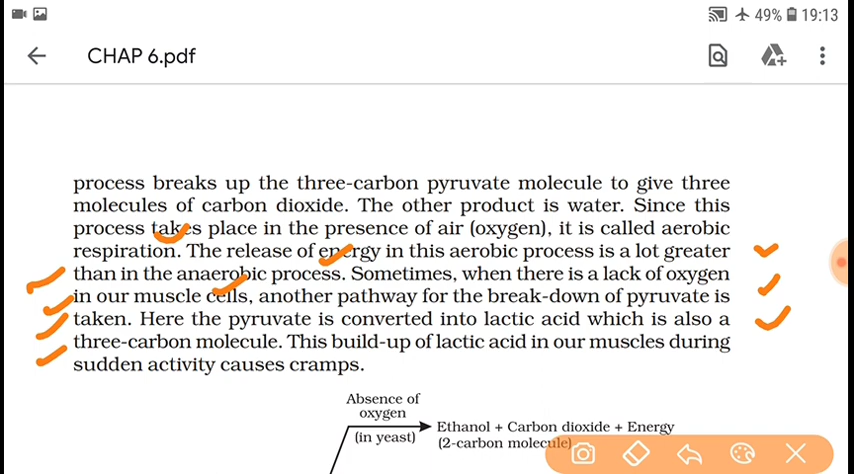 49% 19:13
CHAP 6.pdf
process breaks up the three-carbon pyruvate molecule to give three
molecules of carbon dioxide. The other product is water. Since this
process takes place in the presence of air (oxygen), it is called aerobic
respiration. The release of energy in this aerobic process is a lot greater
than in the anaerobic process. Sometimes, when there is a lack of oxygen
in our muscle cells, another pathway for the break-down of pyruvate is
taken. Here the pyruvate is converted into lactic acid which is also a
three-carbon molecule. This build-up of lactic acid in our muscles during
sudden activity causes cramps.
Absence of
oxygen
(in yeast)
Ethanol + Carbon dioxide + Energy
(2-carbon molecule)